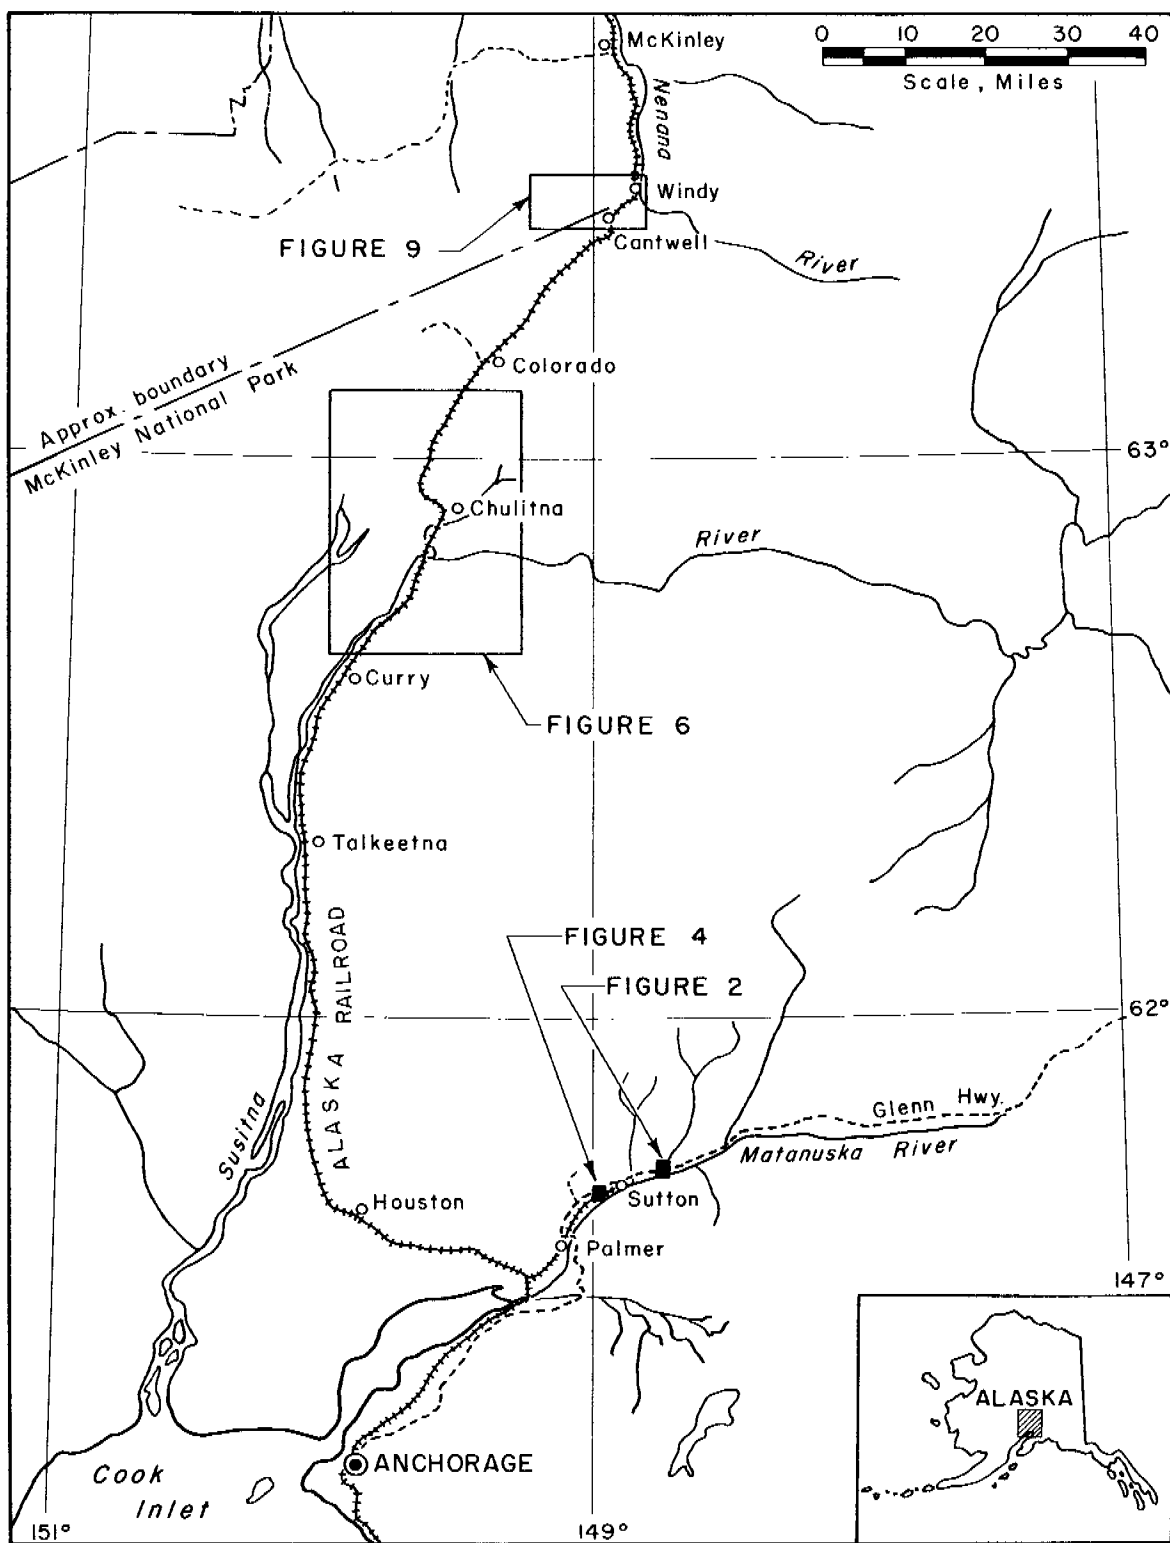 0 10 20 30 40
Scale, Miles
McKinley
Nenana
Windy
FIGURE 9
Cantwell
River
Colorado
Approx. boundary
McKinley National Park
63°
Chulitna
River
Curry
FIGURE 6
Talkeetna
FIGURE 4
FIGURE 2
ALASKA RAILROAD
62°
Glenn Hwy.
Matanuska River
Susitna
Sutton
Houston
Palmer
147°
ALASKA
ANCHORAGE
Cook
Inlet
151°
149°